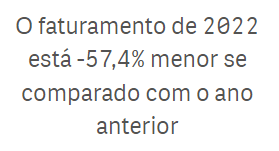 O faturamento de 2022
está -57,4% menor se
comparado com o ano
anterior